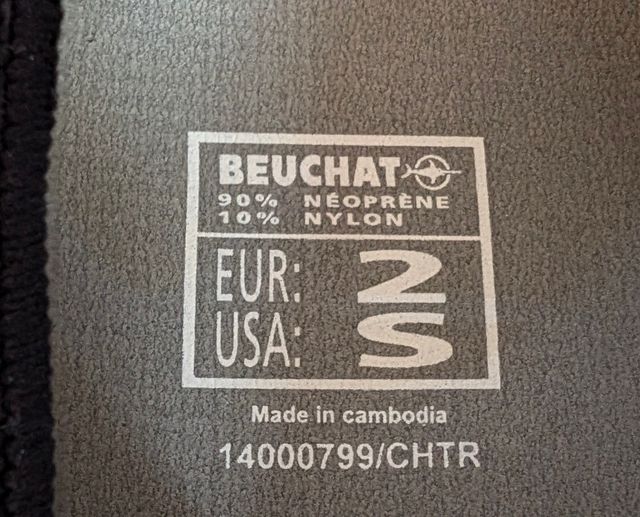 BEUCHAT
90% NÉOPRÈNE
10% NYLON
EUR: 2
USA: S
Made in cambodia
14000799/CHTR